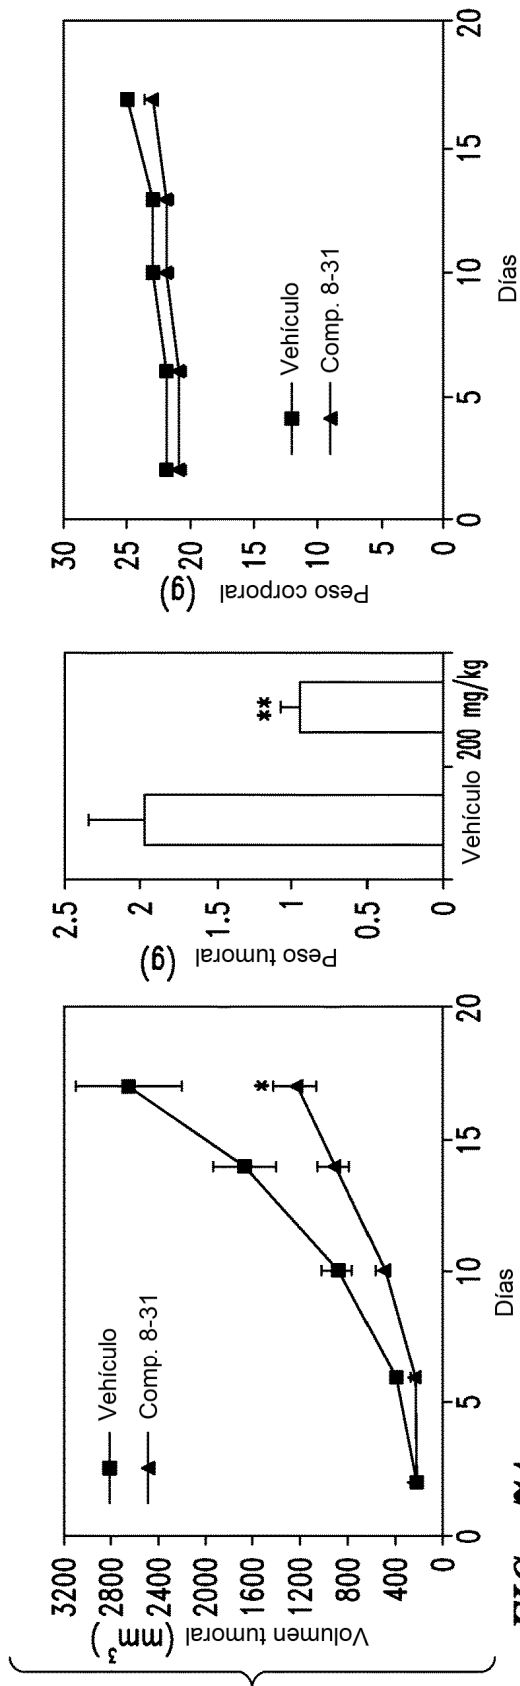 Volumen tumoral (mm³)
3200
2800
2400
2000
1600
1200
800
400
0
Vehículo
Comp. 8-31
*
0 5 10 15 20
Días
Peso tumoral (g)
2.5
2
1.5
1
0.5
0
**
Vehículo 200 mg/kg
Peso corporal (g)
30
25
20
15
10
5
0
Vehículo
Comp. 8-31
0 5 10 15 20
Días